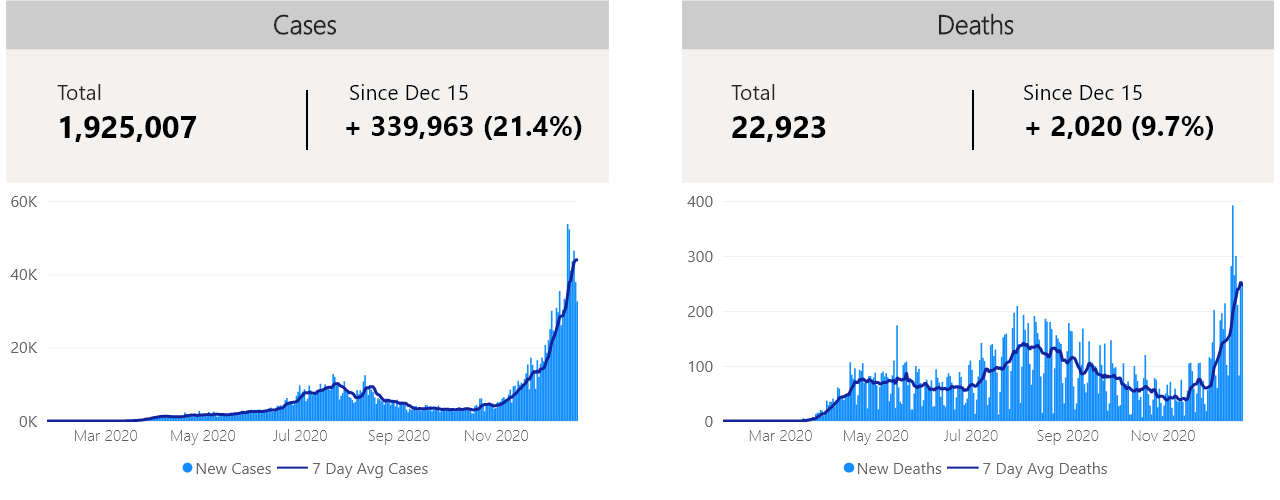 Cases
Total
1,925,007
Since Dec 15
+ 339,963 (21.4%)
60K
40K
20K
0K
Mar 2020 May 2020 Jul 2020 Sep 2020 Nov 2020
New Cases 7 Day Avg Cases
Deaths
Total
22,923
Since Dec 15
+ 2,020 (9.7%)
400
300
200
100
0
Mar 2020 May 2020 Jul 2020 Sep 2020 Nov 2020
New Deaths 7 Day Avg Deaths